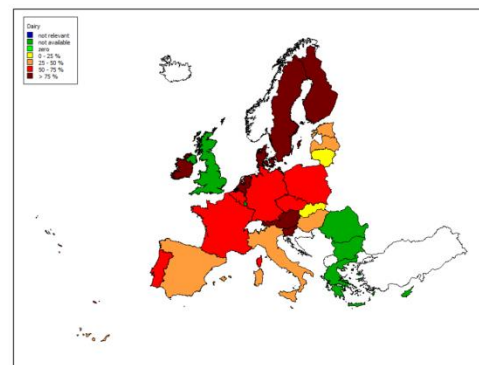 Dairy
not relevant
not available
zero
0 - 25 %
25 - 50 %
50 - 75 %
> 75 %